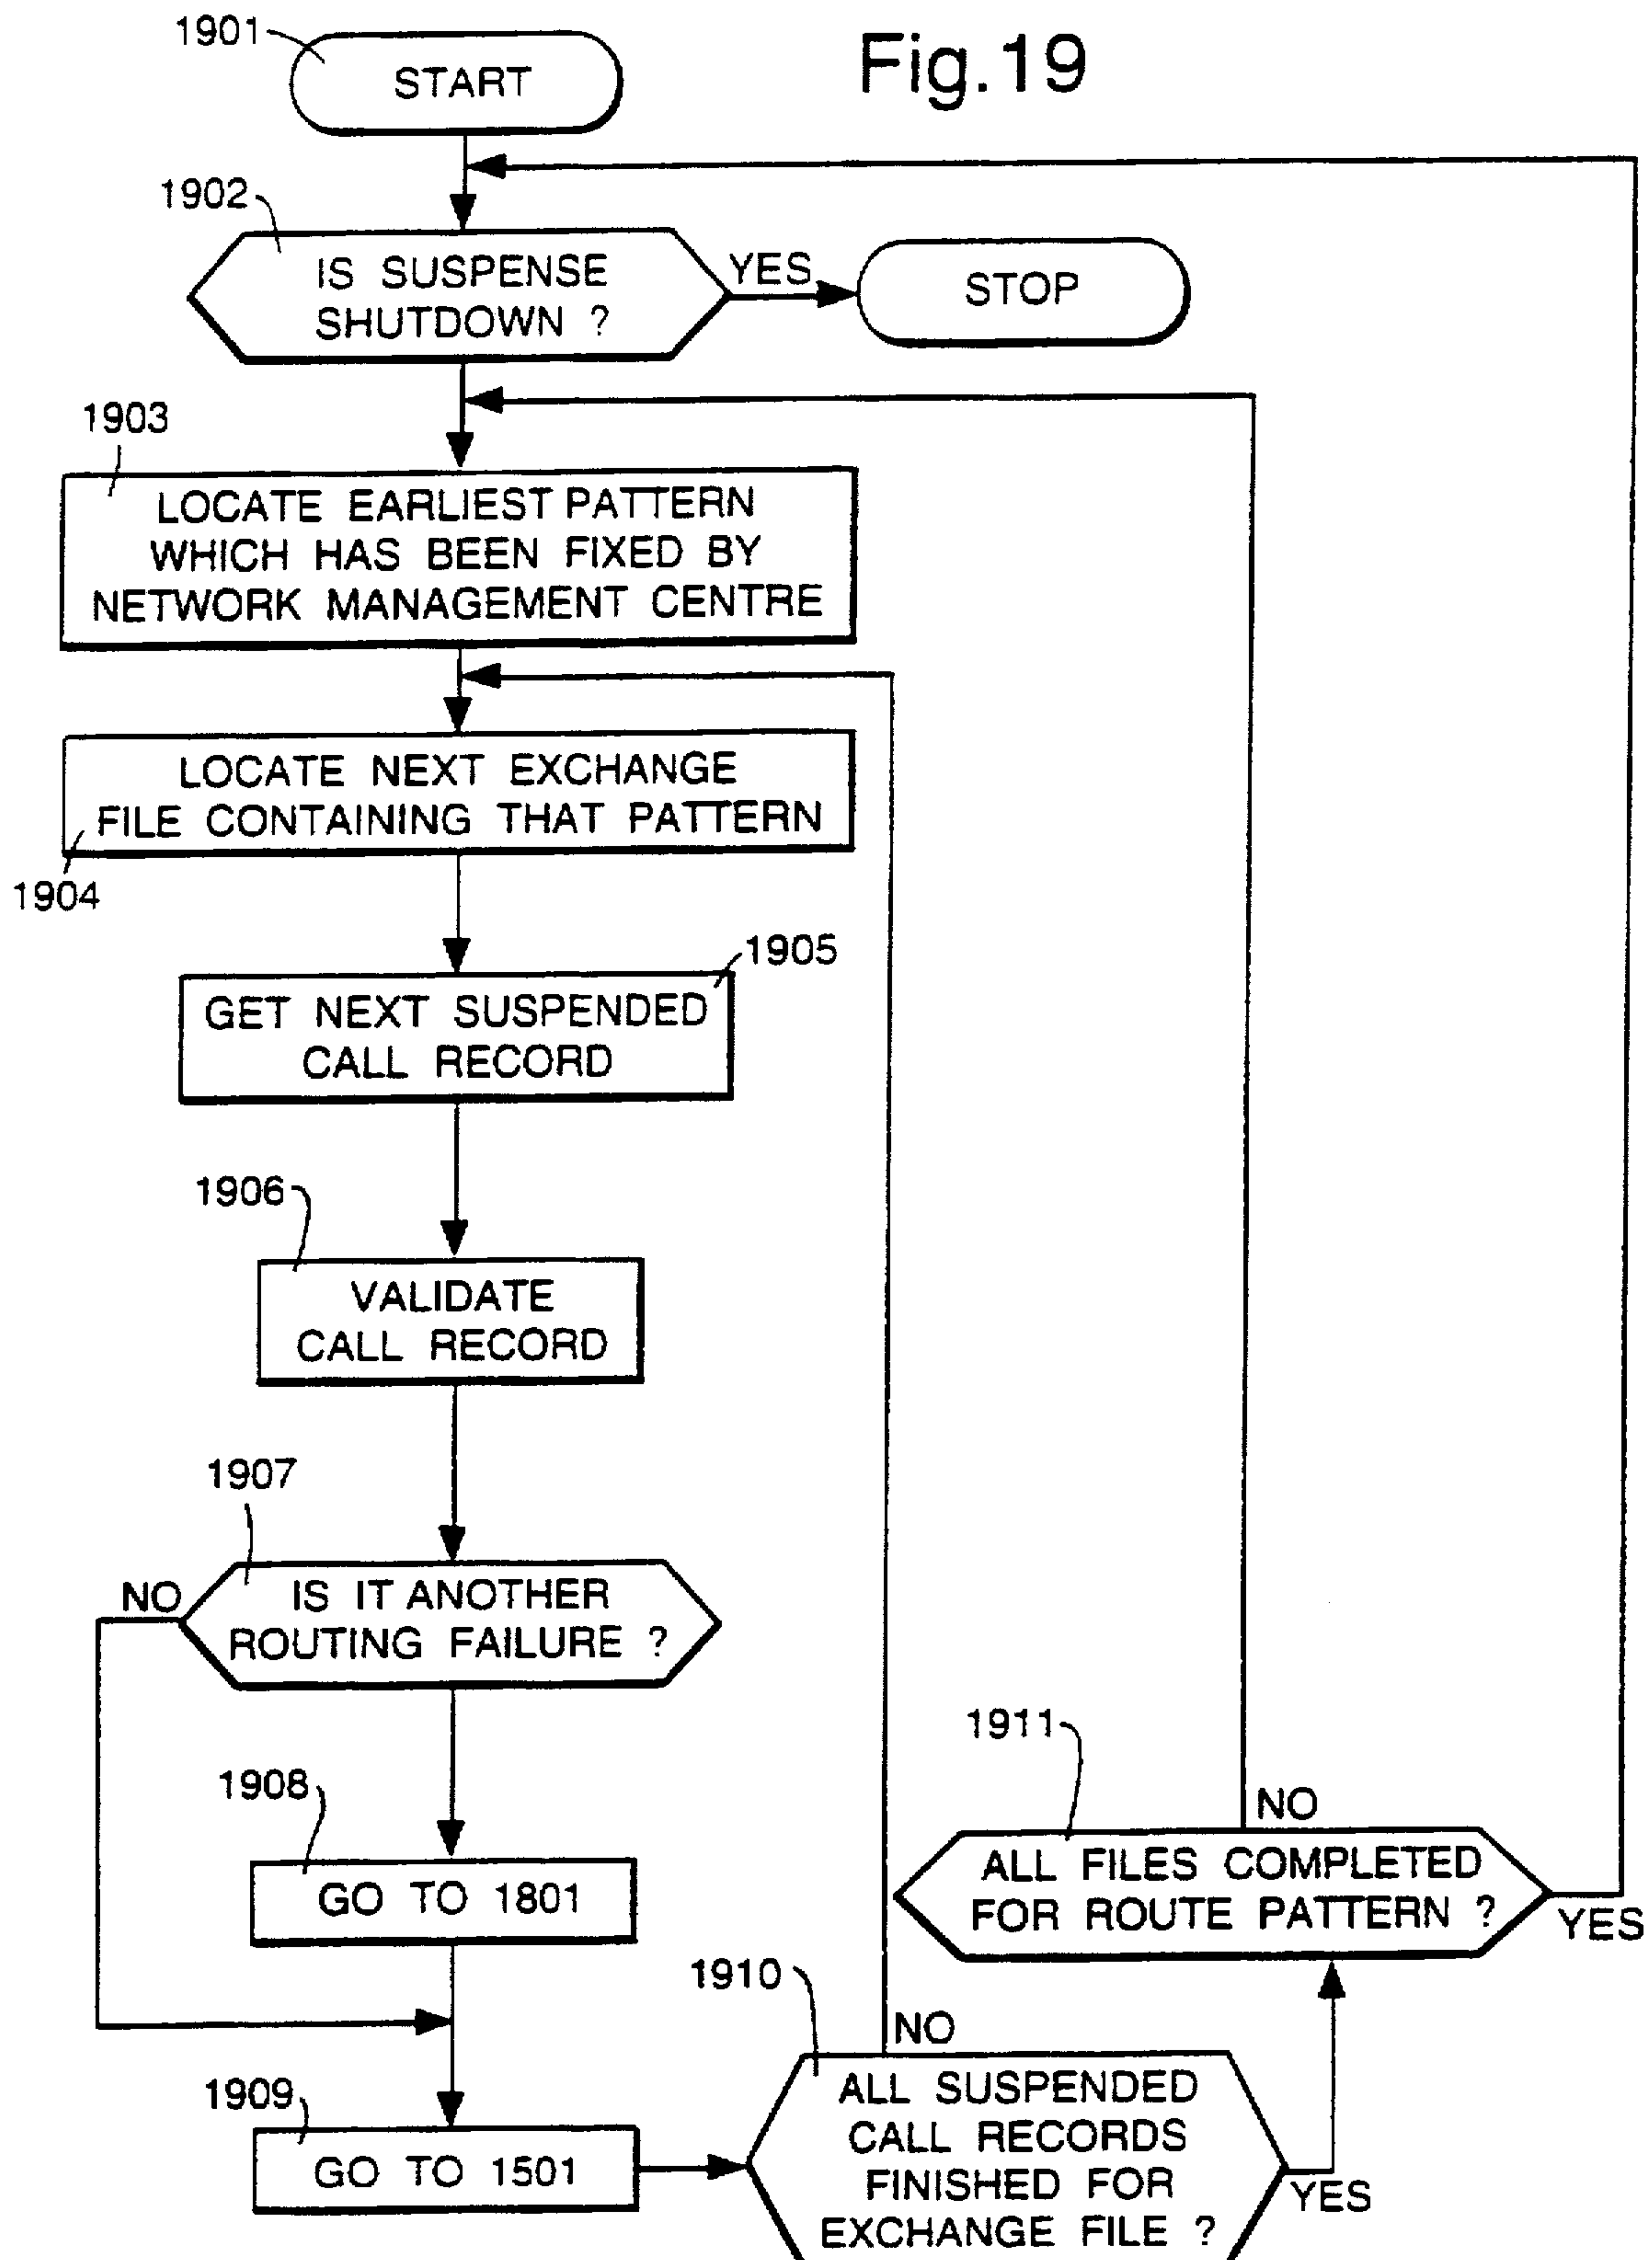 Fig.19
1901
START
1902
IS SUSPENSE
SHUTDOWN ?
YES
STOP
1903
LOCATE EARLIEST PATTERN
WHICH HAS BEEN FIXED BY
NETWORK MANAGEMENT CENTRE
LOCATE NEXT EXCHANGE
FILE CONTAINING THAT PATTERN
1904
1905
GET NEXT SUSPENDED
CALL RECORD
1906
VALIDATE
CALL RECORD
1907
NO
IS IT ANOTHER
ROUTING FAILURE ?
1908
GO TO 1801
1909
GO TO 1501
1910
NO
ALL SUSPENDED
CALL RECORDS
FINISHED FOR
EXCHANGE FILE ?
YES
1911
NO
ALL FILES COMPLETED
FOR ROUTE PATTERN ?
YES